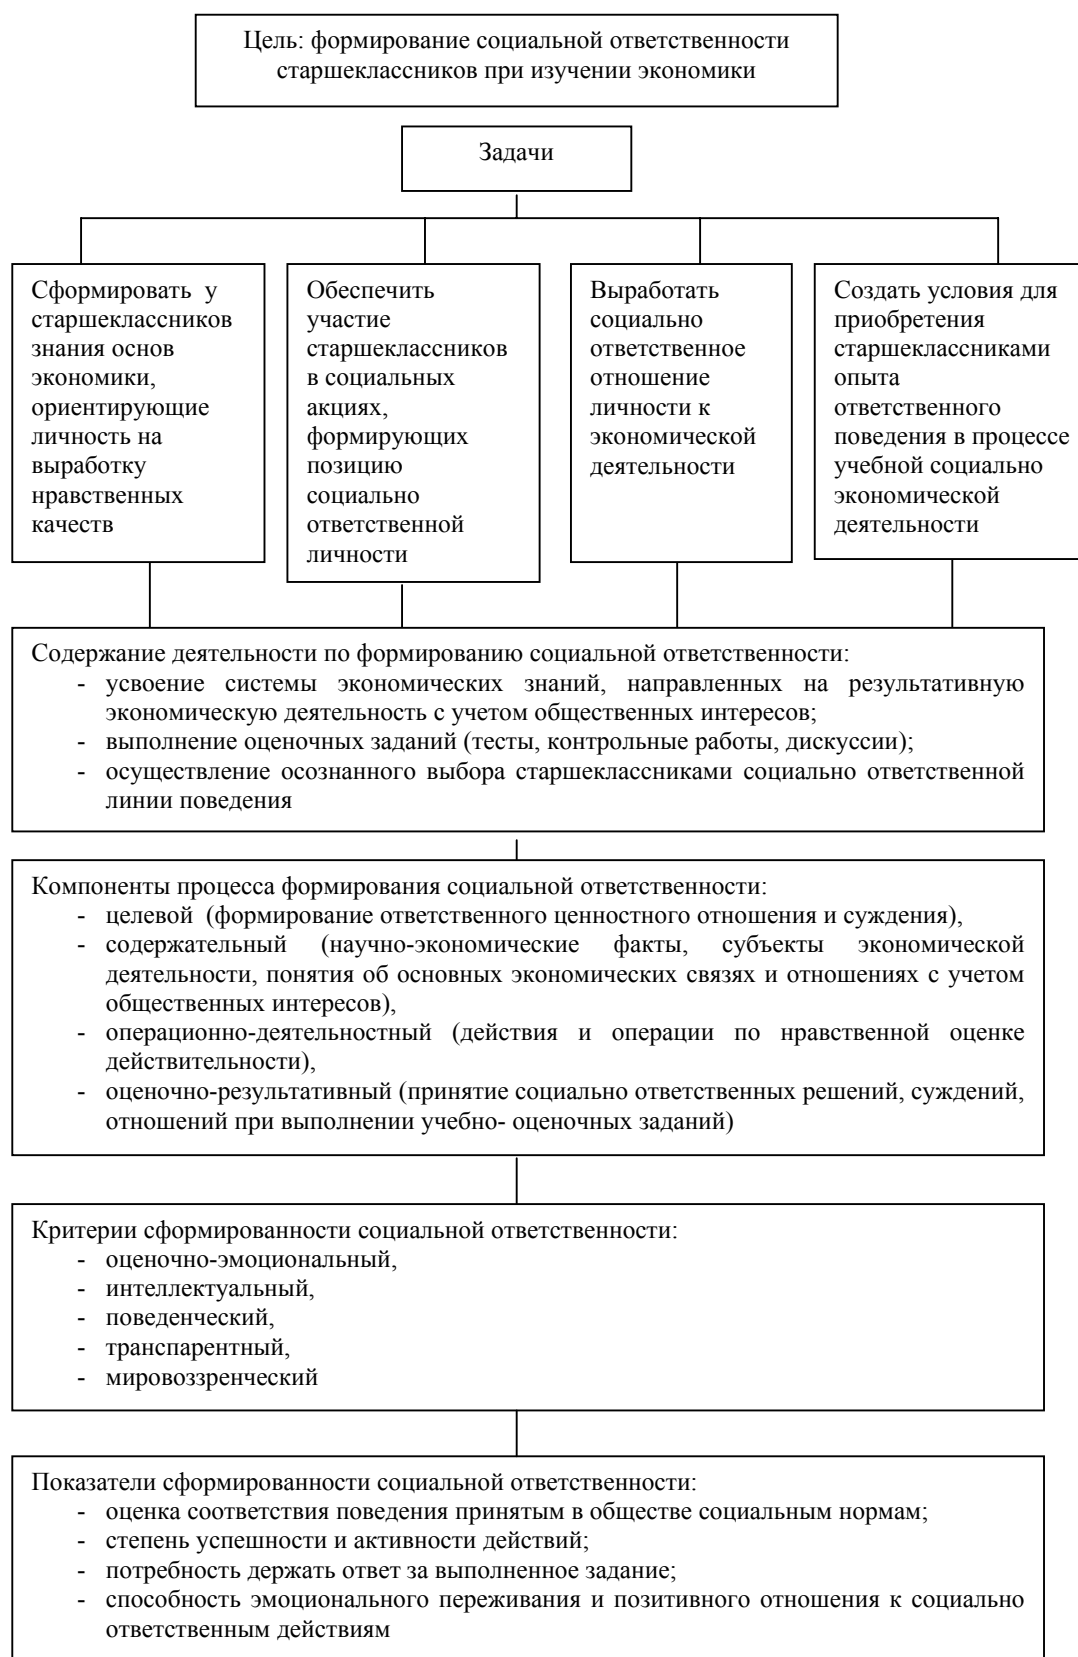 Цель: формирование социальной ответственности
старшеклассников при изучении экономики
Задачи
Сформировать у
старшеклассников
знания основ
экономики,
ориентирующие
личность на
выработку
нравственных
качеств
Обеспечить
участие
старшеклассников
в социальных
акциях,
формирующих
позицию
социально
ответственной
личности
Выработать
социально
ответственное
отношение
личности к
экономической
деятельности
Создать условия для
приобретения
старшеклассниками
опыта
ответственного
поведения в процессе
учебной социально
экономической
деятельности
Содержание деятельности по формированию социальной ответственности:
- усвоение системы экономических знаний, направленных на результативную
экономическую деятельность с учетом общественных интересов;
- выполнение оценочных заданий (тесты, контрольные работы, дискуссии);
- осуществление осознанного выбора старшеклассниками социально ответственной
линии поведения
Компоненты процесса формирования социальной ответственности:
- целевой (формирование ответственного ценностного отношения и суждения),
- содержательный (научно-экономические факты, субъекты экономической
деятельности, понятия об основных экономических связях и отношениях с учетом
общественных интересов),
- операционно-деятельностный (действия и операции по нравственной оценке
действительности),
- оценочно-результативный (принятие социально ответственных решений, суждений,
отношений при выполнении учебно- оценочных заданий)
Критерии сформированности социальной ответственности:
- оценочно-эмоциональный,
- интеллектуальный,
- поведенческий,
- транспарентный,
- мировоззренческий
Показатели сформированности социальной ответственности:
- оценка соответствия поведения принятым в обществе социальным нормам;
- степень успешности и активности действий;
- потребность держать ответ за выполненное задание;
- способность эмоционального переживания и позитивного отношения к социально
ответственным действиям